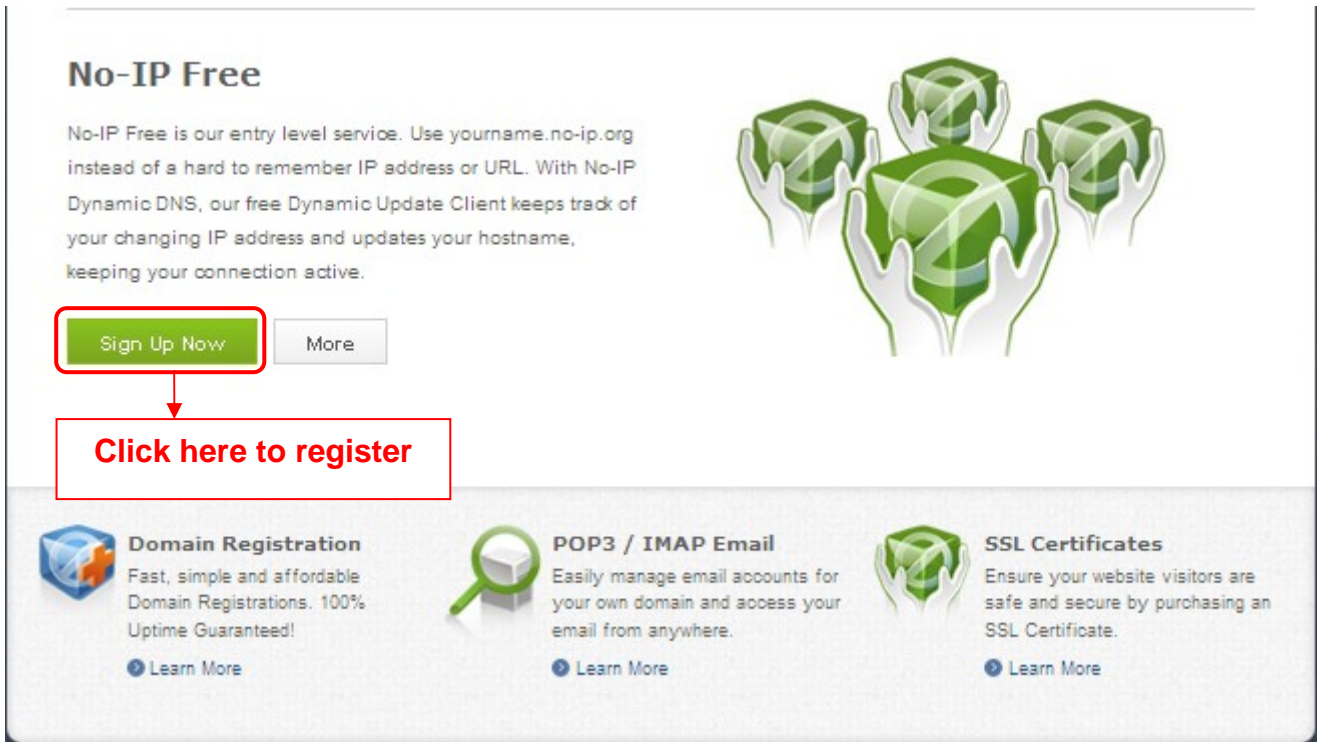 No-IP Free
No-IP Free is our entry level service. Use yourname.no-ip.org
instead of a hard to remember IP address or URL. With No-IP
Dynamic DNS, our free Dynamic Update Client keeps track of
your changing IP address and updates your hostname,
keeping your connection active.
Sign Up Now
More
Click here to register
Domain Registration
Fast, simple and affordable
Domain Registrations. 100%
Uptime Guaranteed!
Learn More
POP3 / IMAP Email
Easily manage email accounts for
your own domain and access your
email from anywhere.
Learn More
SSL Certificates
Ensure your website visitors are
safe and secure by purchasing an
SSL Certificate.
Learn More